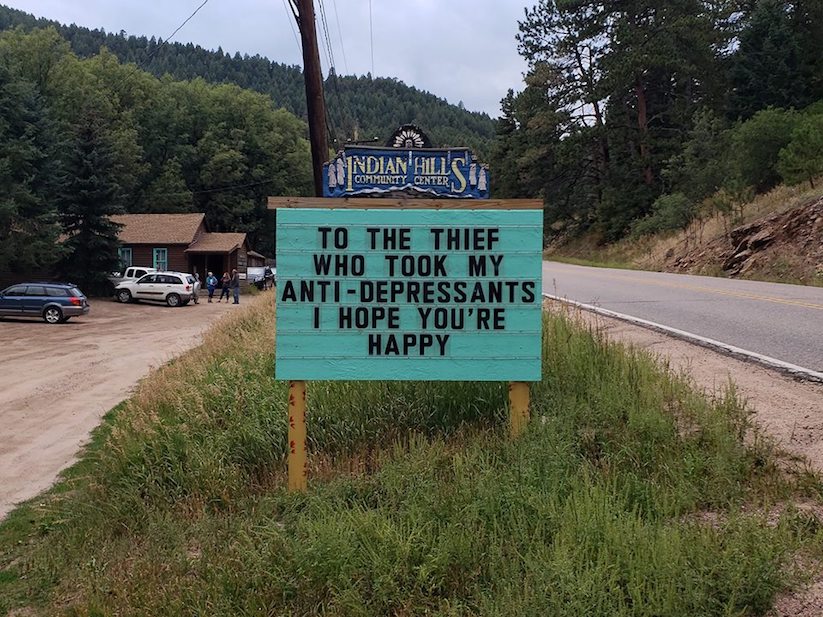 INDIAN HILLS
COMMUNITY CENTER
TO THE THIEF
WHO TOOK MY
ANTI-DEPRESSANTS
I HOPE YOU'RE
HAPPY